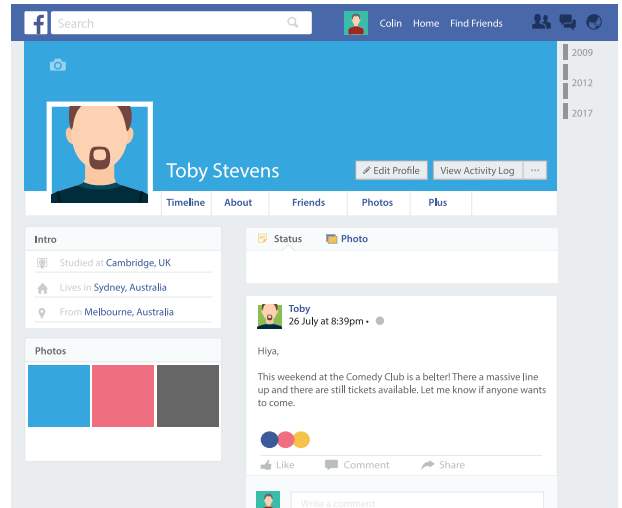 f Search Colin Home Find Friends
2009
2012
2017
Toby Stevens
Edit Profile View Activity Log ...
Timeline About Friends Photos Plus
Intro
Studied at Cambridge, UK
Lives in Sydney, Australia
From Melbourne, Australia
Photos
Status Photo
Toby
26 July at 8:39pm •
Hiya,
This weekend at the Comedy Club is a belter! There a massive line
up and there are still tickets available. Let me know if anyone wants
to come.
Like Comment Share
Write a comment